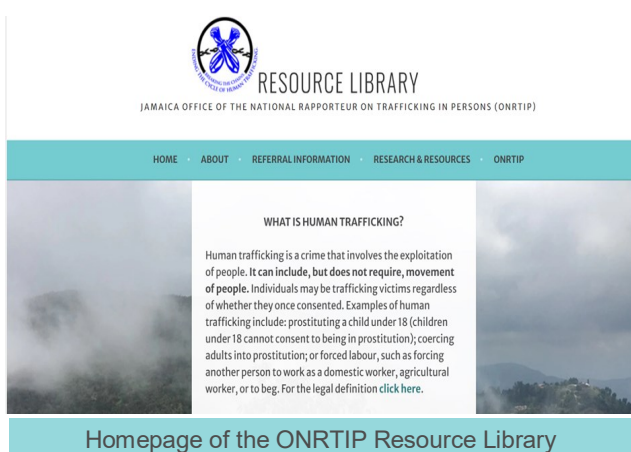 RESOURCE LIBRARY
JAMAICA OFFICE OF THE NATIONAL RAPPORTEUR ON TRAFFICKING IN PERSONS (ONRTIP)
HOME · ABOUT · REFERRAL INFORMATION · RESEARCH & RESOURCES · ONRTIP
WHAT IS HUMAN TRAFFICKING?
Human trafficking is a crime that involves the exploitation
of people. It can include, but does not require, movement
of people. Individuals may be trafficking victims regardless
of whether they once consented. Examples of human
trafficking include: prostituting a child under 18 (children
under 18 cannot consent to being in prostitution); coercing
adults into prostitution; or forced labour, such as forcing
another person to work as a domestic worker, agricultural
worker, or to beg. For the legal definition click here.
Homepage of the ONRTIP Resource Library